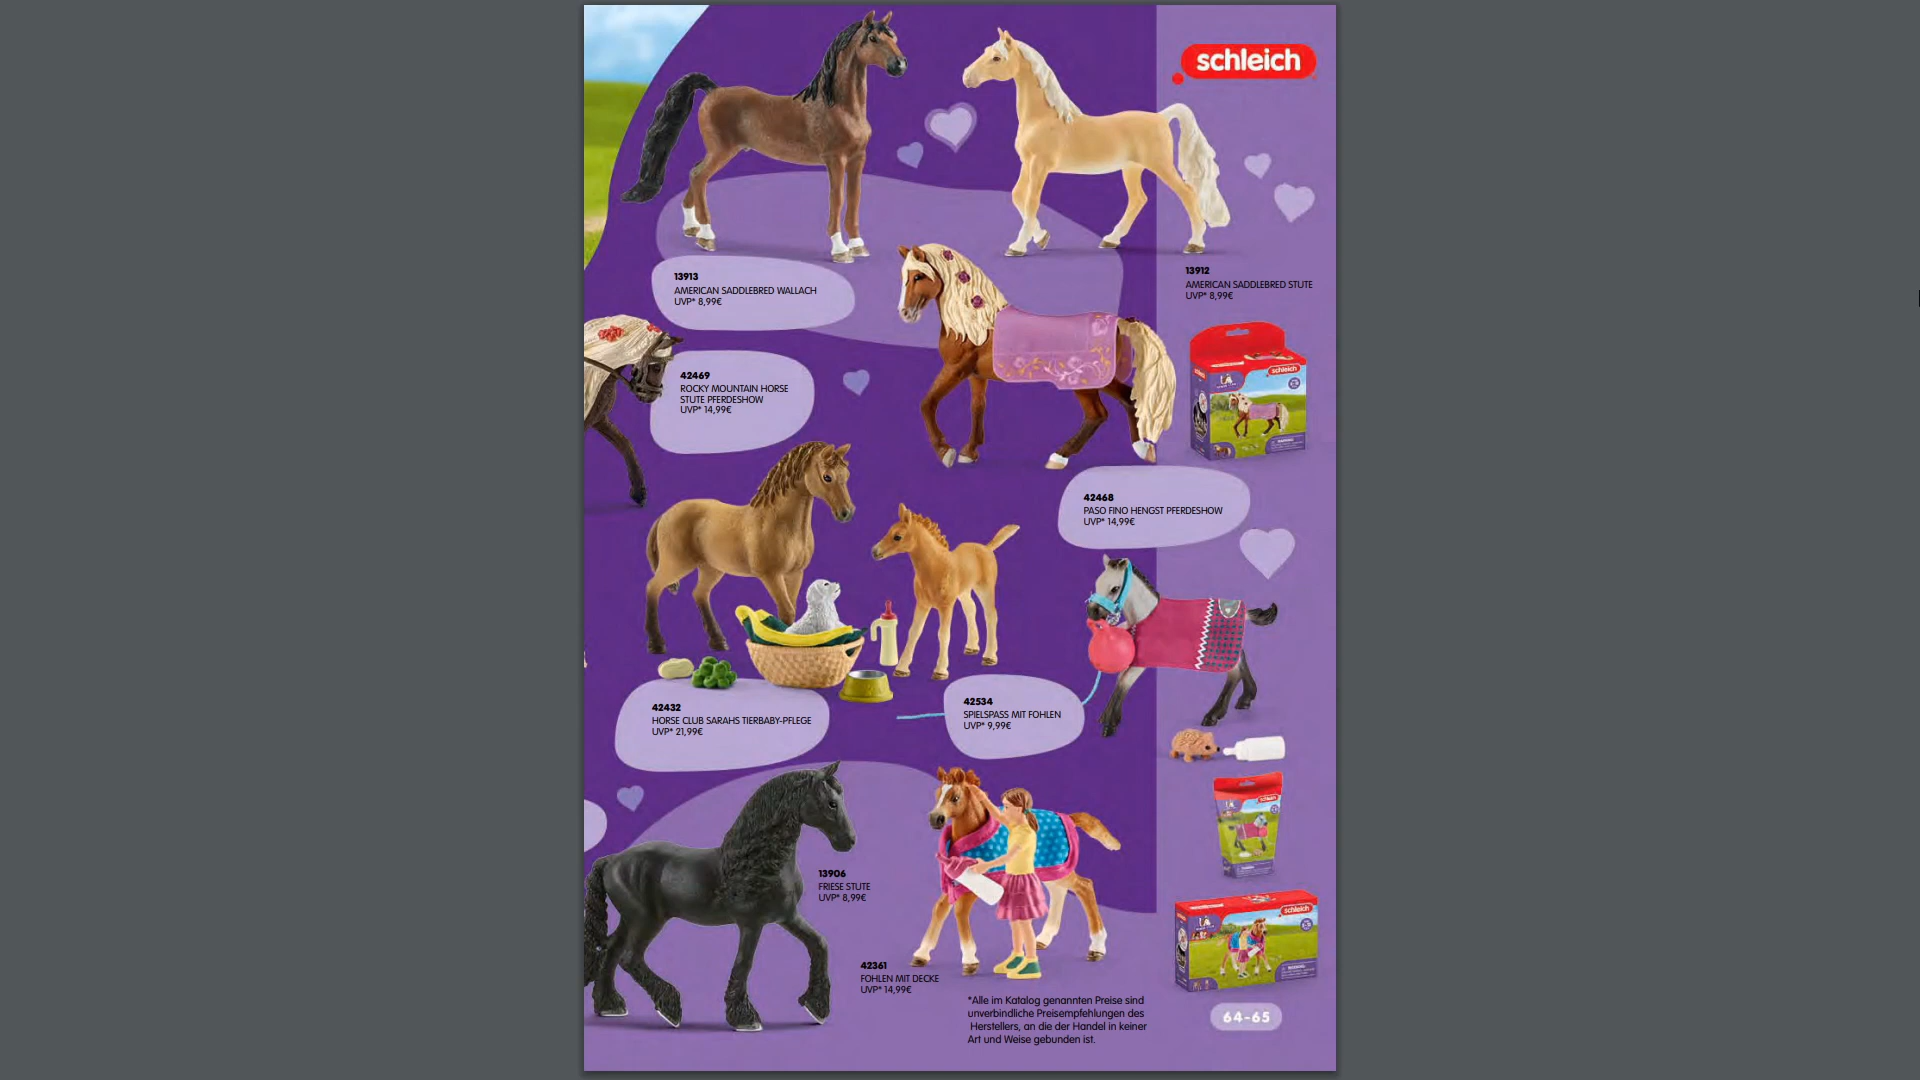 schleich
13913
AMERICAN SADDLEBRED WALLACH
UVP* 8,99€
13912
AMERICAN SADDLEBRED STUTE
UVP* 8,99€
42469
ROCKY MOUNTAIN HORSE
STUTE PFERDESHOW
UVP* 14,99€
schleich
42468
PASO FINO HENGST PFERDESHOW
UVP* 14,99€
42432
HORSE CLUB SARAHS TIERBABY-PFLEGE
UVP* 21,99€
42534
SPIELSPASS MIT FOHLEN
UVP* 9,99€
schleich
13906
FRIESE STUTE
UVP* 8,99€
schleich
42361
FOHLEN MIT DECKE
UVP* 14,99€
*Alle im Katalog genannten Preise sind
unverbindliche Preisempfehlungen des
Herstellers, an die der Handel in keiner
Art und Weise gebunden ist.
64-65